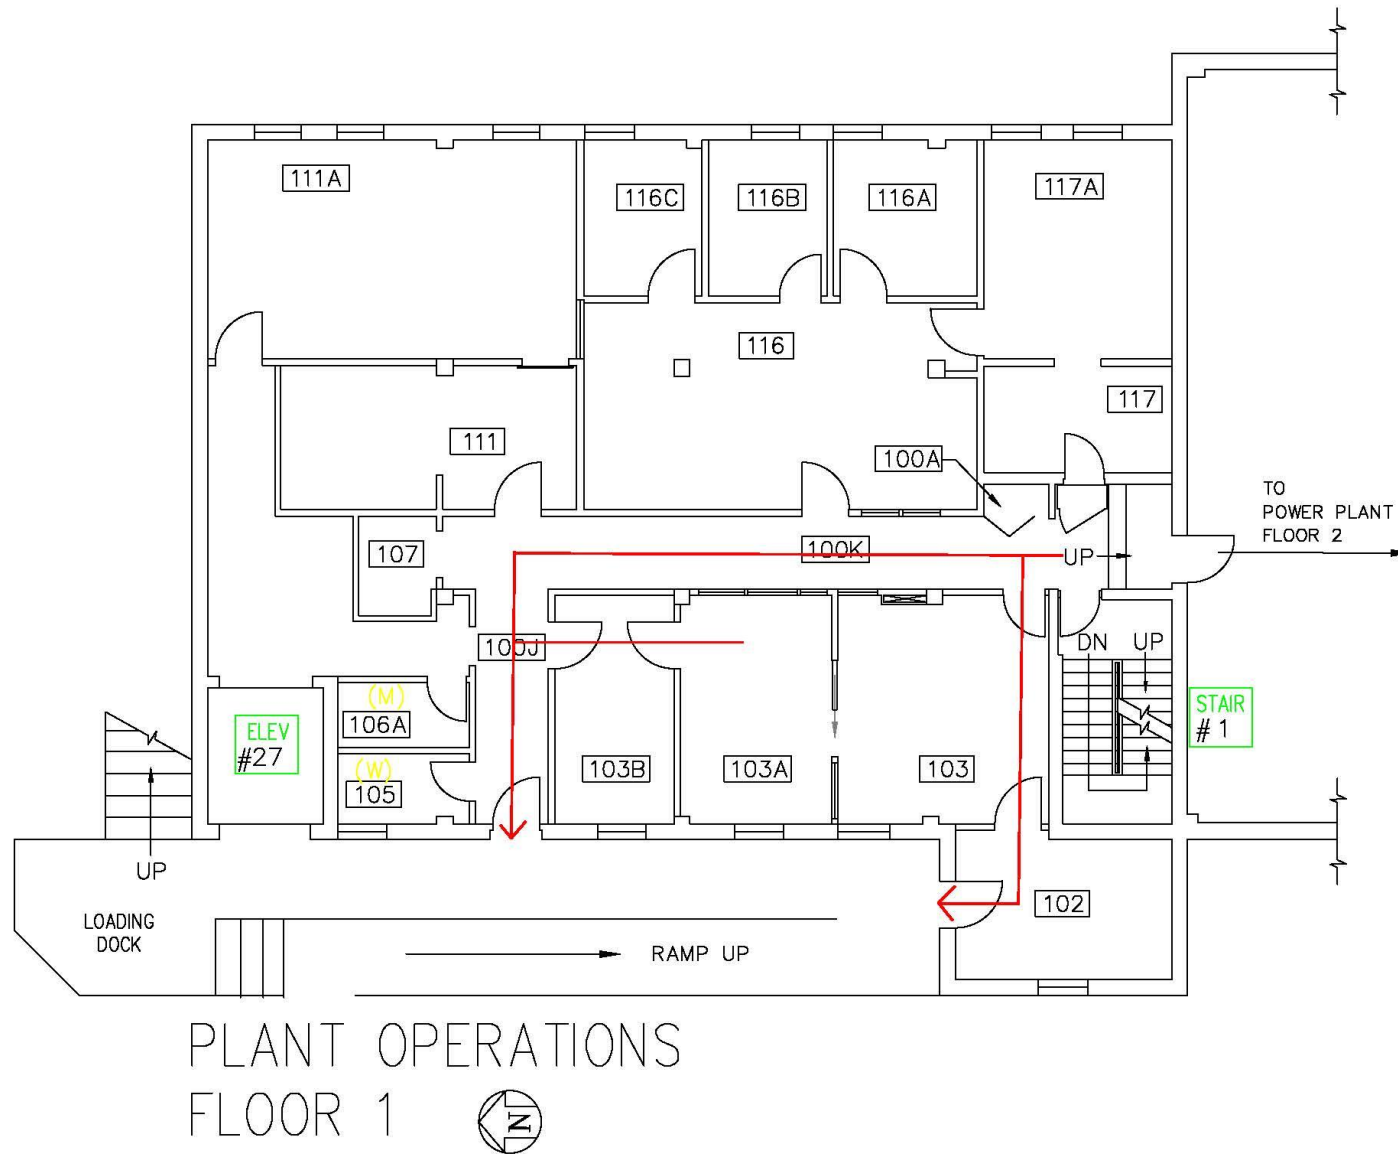 111A
116C
116B
116A
117A
116
117
111
100A
TO
POWER PLANT
FLOOR 2
107
100K
UP
100J
DN
UP
(M)
106A
STAIR
#1
ELEV
#27
(W)
105
103B
103A
103
UP
LOADING
DOCK
102
RAMP UP
PLANT OPERATIONS
FLOOR 1
N